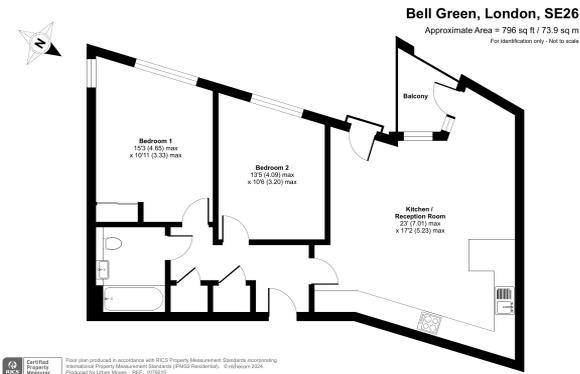 Bell Green, London, SE26
Approximate Area = 796 sq ft / 73.9 sq m
For identification only - Not to scale
N
Balcony
Bedroom 1
15'3 (4.65) max
x 10'11 (3.33) max
Bedroom 2
13'5 (4.09) max
x 10'6 (3.20) max
Kitchen /
Reception Room
23' (7.01) max
x 17'2 (5.23) max
Certified
Property
Measurer
RICS
Floor plan produced in accordance with RICS Property Measurement Standards incorporating
International Property Measurement Standards (IPMS2 Residential). © nichecom 2024.
Produced for Urban Moves. REF: 1079210